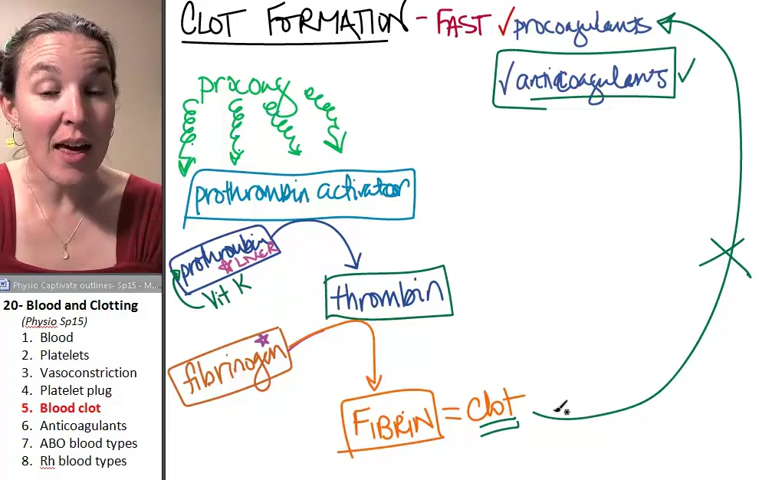 CLOT FORMATION - FAST √procoagulants
√anticoagulants √
procoag
prothrombin activator
prothrombin
*LIVER
Vit K
thrombin
fibrinogen
FIBRIN = Clot
Physio Captivate outlines- Sp15 - M...
20- Blood and Clotting
(Physio Sp15)
1. Blood
2. Platelets
3. Vasoconstriction
4. Platelet plug
5. Blood clot
6. Anticoagulants
7. ABO blood types
8. Rh blood types